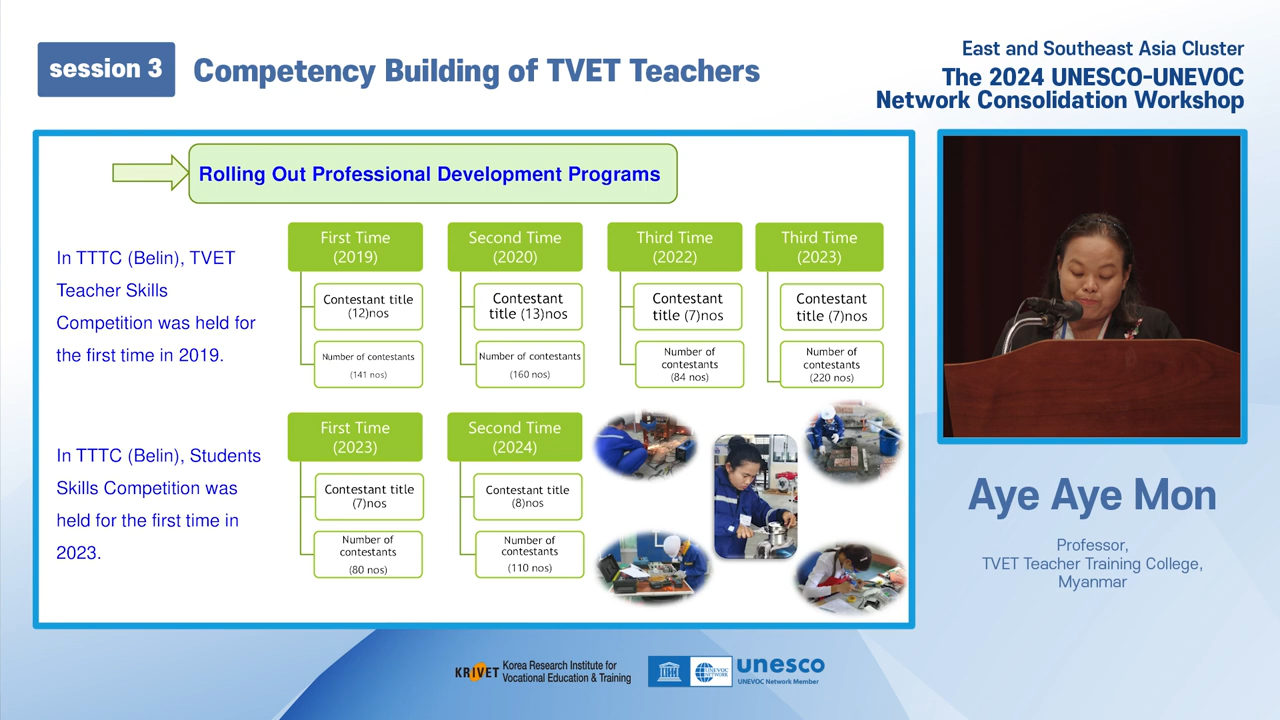 session 3
Competency Building of TVET Teachers
East and Southeast Asia Cluster
The 2024 UNESCO-UNEVOC
Network Consolidation Workshop
Rolling Out Professional Development Programs
In TTTC (Belin), TVET
Teacher Skills
Competition was held for
the first time in 2019.
First Time
(2019)
Contestant title
(12)nos
Number of contestants
(141 nos)
Second Time
(2020)
Contestant
title (13)nos
Number of contestants
(160 nos)
Third Time
(2022)
Contestant
title (7)nos
Number of
contestants
(84 nos)
Third Time
(2023)
Contestant
title (7)nos
Number of
contestants
(220 nos)
In TTTC (Belin), Students
Skills Competition was
held for the first time in
2023.
First Time
(2023)
Contestant title
(7)nos
Number of
contestants
(80 nos)
Second Time
(2024)
Contestant title
(8)nos
Number of
contestants
(110 nos)
Aye Aye Mon
Professor,
TVET Teacher Training College,
Myanmar
KRIVET
Korea Research Institute for
Vocational Education & Training
UNEVOC
NETWORK
unesco
UNEVOC Network Member